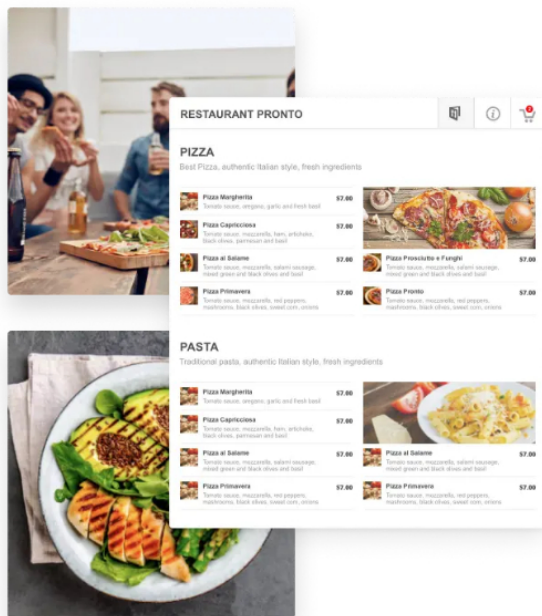 RESTAURANT PRONTO
2
PIZZA
Best Pizza, authentic Italian style, fresh ingredients
Pizza Margherita $7.00
Tomato sauce, oregano, garlic and fresh basil
Pizza Capricciosa $7.00
Tomato sauce, mozzarella, ham, artichoke,
black olives, parmesan and basil
Pizza al Salame $7.00
Tomato sauce, mozzarella, salami sausage,
mixed green and black olives and basil
Pizza Primavera $7.00
Tomato sauce, mozzarella, red peppers,
mushrooms, black olives, sweet corn, onions
Pizza Prosciutto e Funghi $7.00
Tomato sauce, mozzarella, salami sausage,
mixed green and black olives and basil
Pizza Pronto $7.00
Tomato sauce, mozzarella, red peppers,
mushrooms, black olives, sweet corn, onions
PASTA
Traditional pasta, authentic Italian style, fresh ingredients
Pizza Margherita $7.00
Tomato sauce, oregano, garlic and fresh basil
Pizza Capricciosa $7.00
Tomato sauce, mozzarella, ham, artichoke,
black olives, parmesan and basil
Pizza al Salame $7.00
Tomato sauce, mozzarella, salami sausage,
mixed green and black olives and basil
Pizza Primavera $7.00
Tomato sauce, mozzarella, red peppers,
mushrooms, black olives, sweet corn, onions
Pizza al Salame $7.00
Tomato sauce, mozzarella, salami sausage,
mixed green and black olives and basil
Pizza Primavera $7.00
Tomato sauce, mozzarella, red peppers,
mushrooms, black olives, sweet corn, onions